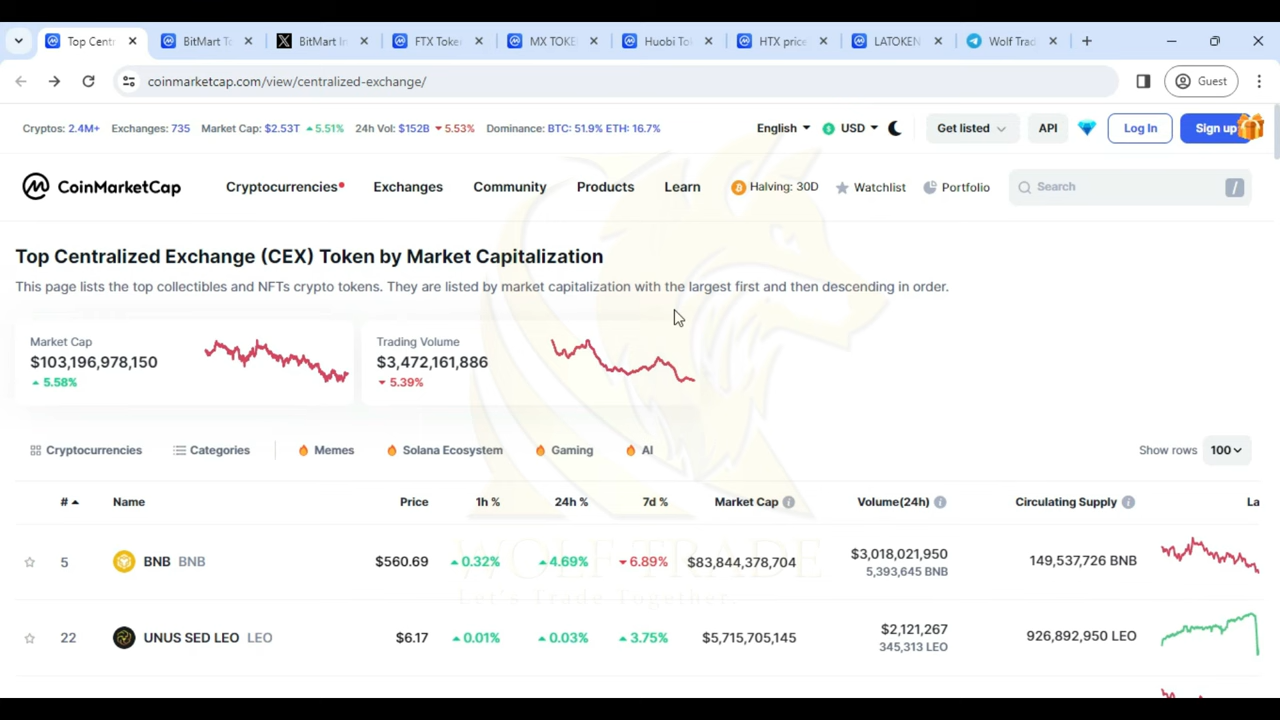 Top Cent
BitMart To
BitMart In
FTX Toke
MX TOKE
Huobi To
HTX price
LATOKEN
Wolf Trad
coinmarketcap.com/view/centralized-exchange/
Guest
Cryptos: 2.4M+ Exchanges: 735 Market Cap: $2.53T 5.51% 24h Vol: $152B 5.53% Dominance: BTC: 51.9% ETH: 16.7%
English USD Get listed API Log In Sign up
CoinMarketCap
Cryptocurrencies Exchanges Community Products Learn Halving: 30D Watchlist Portfolio Search /
Top Centralized Exchange (CEX) Token by Market Capitalization
This page lists the top collectibles and NFTs crypto tokens. They are listed by market capitalization with the largest first and then descending in order.
Market Cap
$103,196,978,150
5.58%
Trading Volume
$3,472,161,886
5.39%
Cryptocurrencies Categories Memes Solana Ecosystem Gaming AI Show rows 100
# Name Price 1h % 24h % 7d % Market Cap Volume(24h) Circulating Supply La
5 BNB BNB $560.69 0.32% 4.69% 6.89% $83,844,378,704 $3,018,021,950 149,537,726 BNB
5,393,645 BNB
WOLF TRADE
Let's Trade Together.
22 UNUS SED LEO LEO $6.17 0.01% 0.03% 3.75% $5,715,705,145 $2,121,267 926,892,950 LEO
345,313 LEO